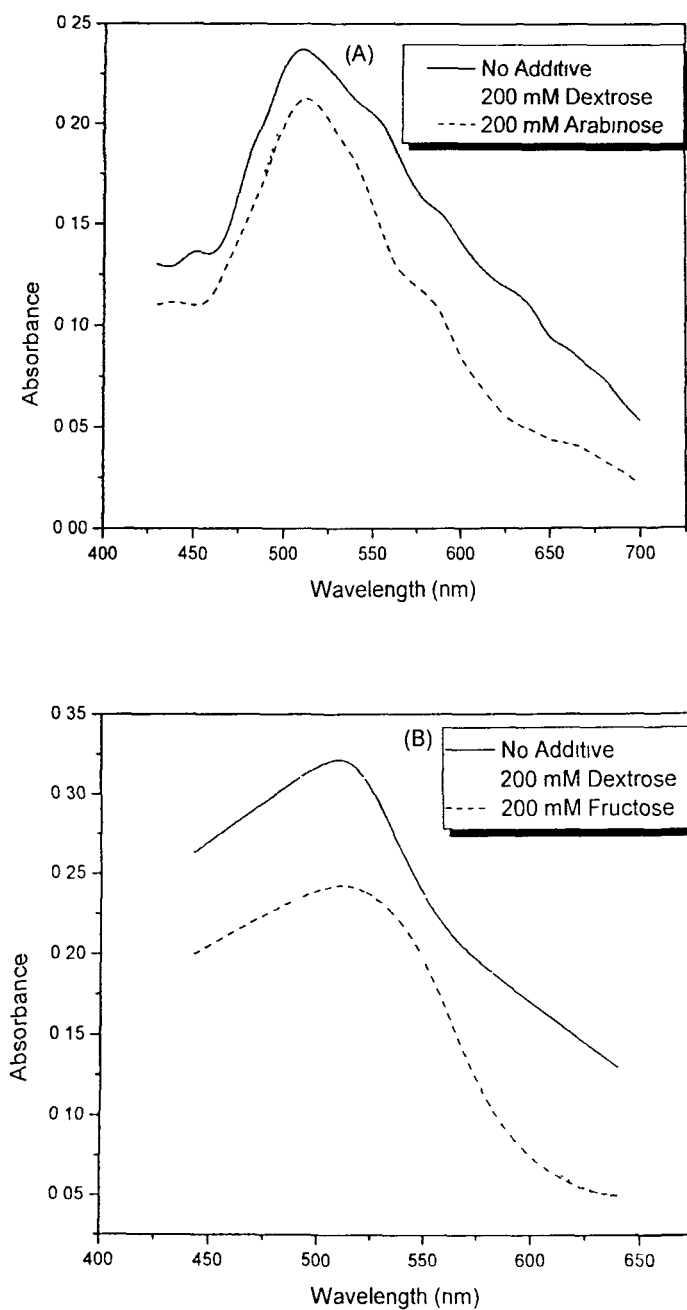 (A)
No Additive
200 mM Dextrose
200 mM Arabinose
0 25
0 20
0 15
0 10
0 05
0 00
Absorbance
400 450 500 550 600 650 700
Wavelength (nm)
(B)
No Additive
200 mM Dextrose
200 mM Fructose
0 35
0 30
0 25
0 20
0 15
0 10
0 05
Absorbance
400 450 500 550 600 650
Wavelength (nm)